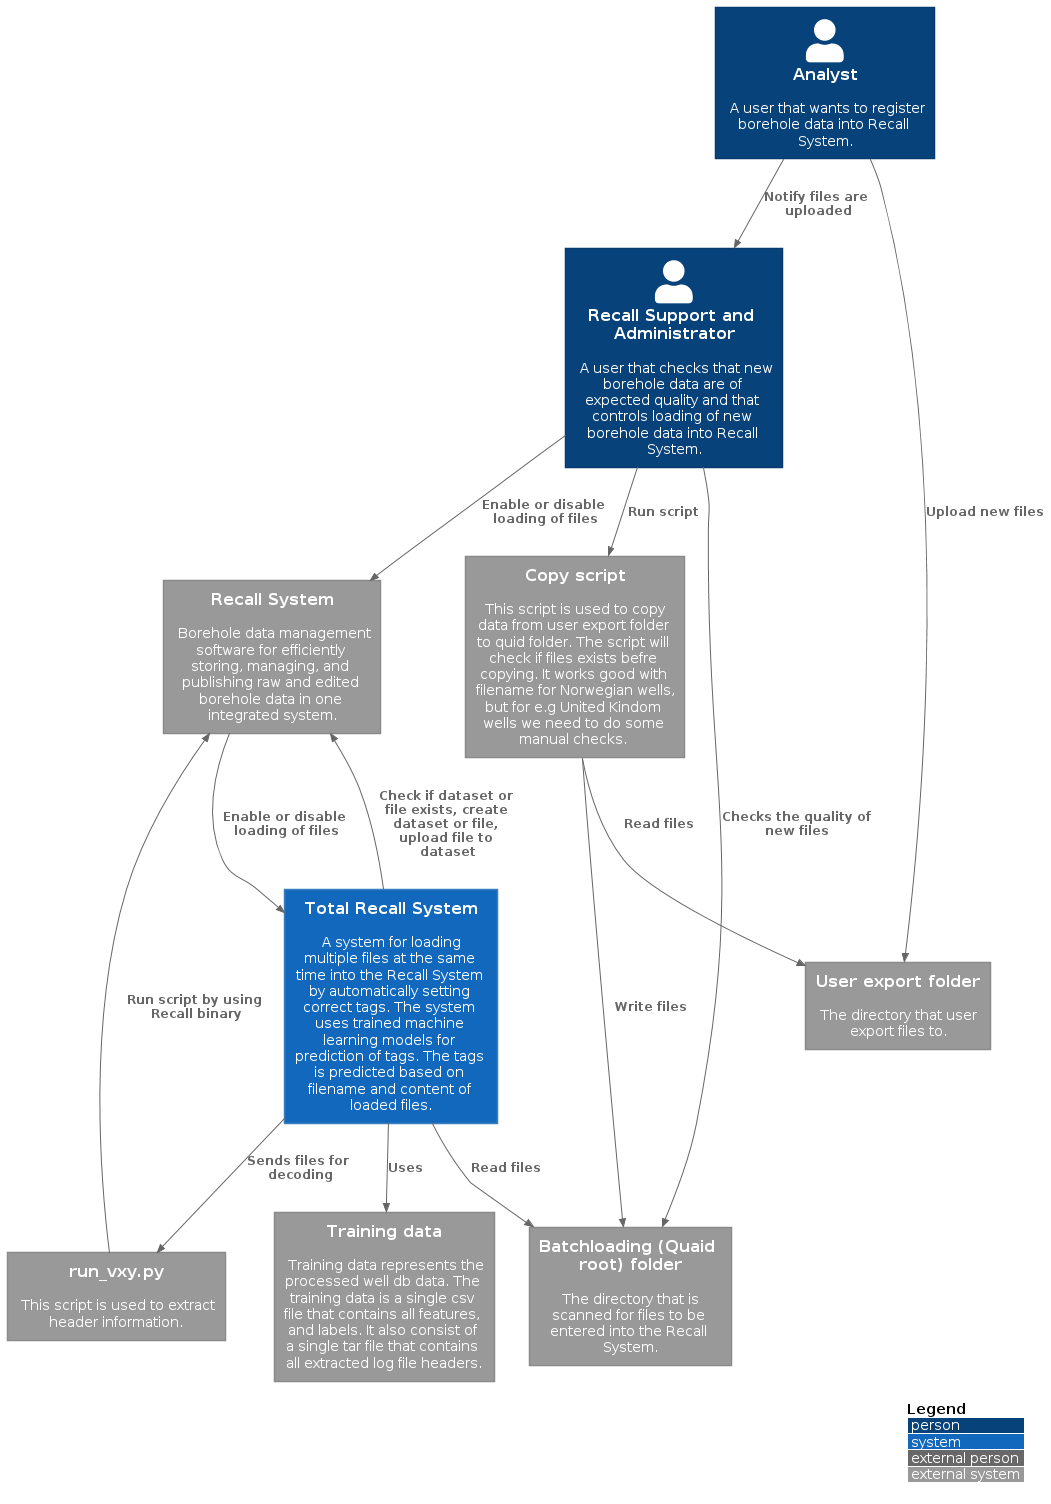 Analyst
A user that wants to register
borehole data into Recall
System.
Notify files are
uploaded
Recall Support and
Administrator
A user that checks that new
borehole data are of
expected quality and that
controls loading of new
borehole data into Recall
System.
Enable or disable
loading of files
Run script
Upload new files
Copy script
This script is used to copy
data from user export folder
to quid folder. The script will
check if files exists befre
copying. It works good with
filename for Norwegian wells,
but for e.g United Kindom
wells we need to do some
manual checks.
Recall System
Borehole data management
software for efficiently
storing, managing, and
publishing raw and edited
borehole data in one
integrated system.
Enable or disable
loading of files
Check if dataset or
file exists, create
dataset or file,
upload file to
dataset
Read files
Checks the quality of
new files
Total Recall System
A system for loading
multiple files at the same
time into the Recall System
by automatically setting
correct tags. The system
uses trained machine
learning models for
prediction of tags. The tags
is predicted based on
filename and content of
loaded files.
User export folder
The directory that user
export files to.
Run script by using
Recall binary
Write files
Sends files for
decoding
Uses
Read files
run_vxy.py
This script is used to extract
header information.
Training data
Training data represents the
processed well db data. The
training data is a single csv
file that contains all features,
and labels. It also consist of
a single tar file that contains
all extracted log file headers.
Batchloading (Quaid
root) folder
The directory that is
scanned for files to be
entered into the Recall
System.
Legend
person
system
external person
external system